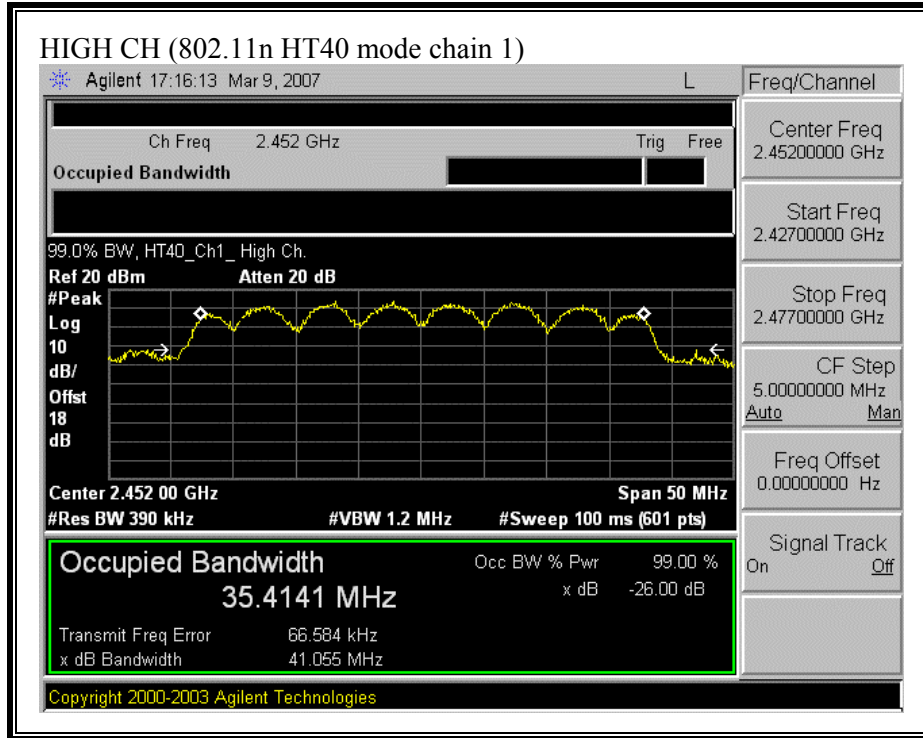 HIGH CH (802.11n HT40 mode chain 1)
Agilent 17:16:13 Mar 9, 2007 L
Freq/Channel
Ch Freq 2.452 GHz Trig Free
Occupied Bandwidth
Center Freq
2.45200000 GHz
Start Freq
2.42700000 GHz
Stop Freq
2.47700000 GHz
CF Step
5.00000000 MHz
Auto Man
Freq Offset
0.00000000 Hz
Signal Track
On Off
99.0% BW, HT40_Ch1_ High Ch.
Ref 20 dBm Atten 20 dB
#Peak
Log
10
dB/
Offst
18
dB
Center 2.452 00 GHz Span 50 MHz
#Res BW 390 kHz #VBW 1.2 MHz #Sweep 100 ms (601 pts)
Occupied Bandwidth
35.4141 MHz
Occ BW % Pwr 99.00 %
x dB -26.00 dB
Transmit Freq Error 66.584 kHz
x dB Bandwidth 41.055 MHz
Copyright 2000-2003 Agilent Technologies